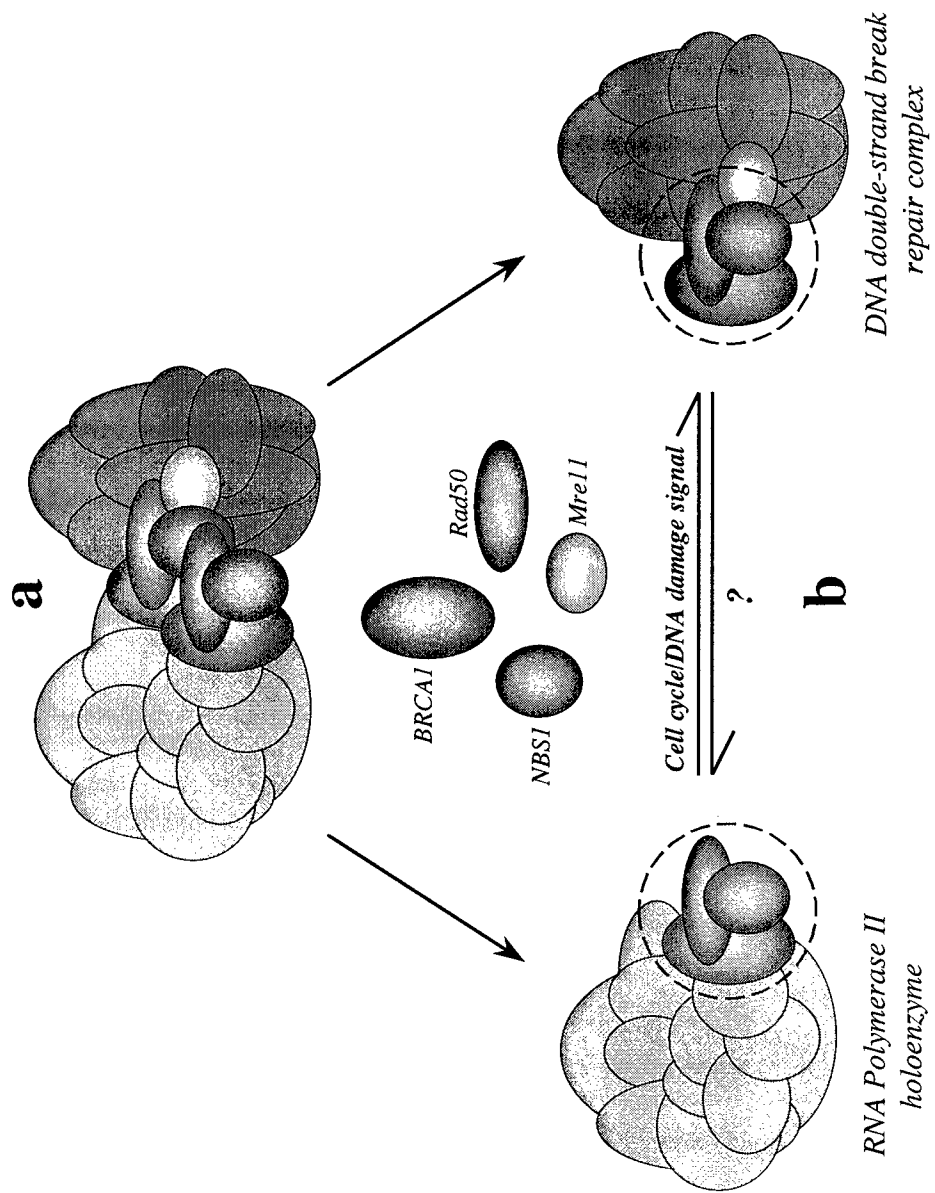 a
BRCA1
Rad50
NBS1
Mre11
Cell cycle/DNA damage signal
?
b
RNA Polymerase II
holoenzyme
DNA double-strand break
repair complex